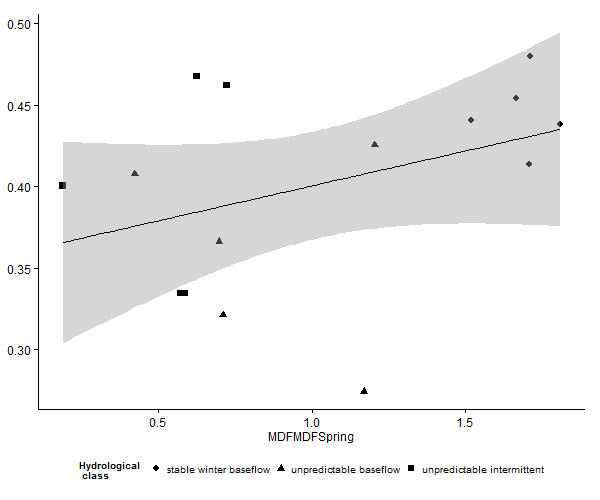 0.50
0.45
0.40
0.35
0.30
0.5 1.0 1.5
MDFMDFSpring
Hydrological
class
stable winter baseflow unpredictable baseflow unpredictable intermittent